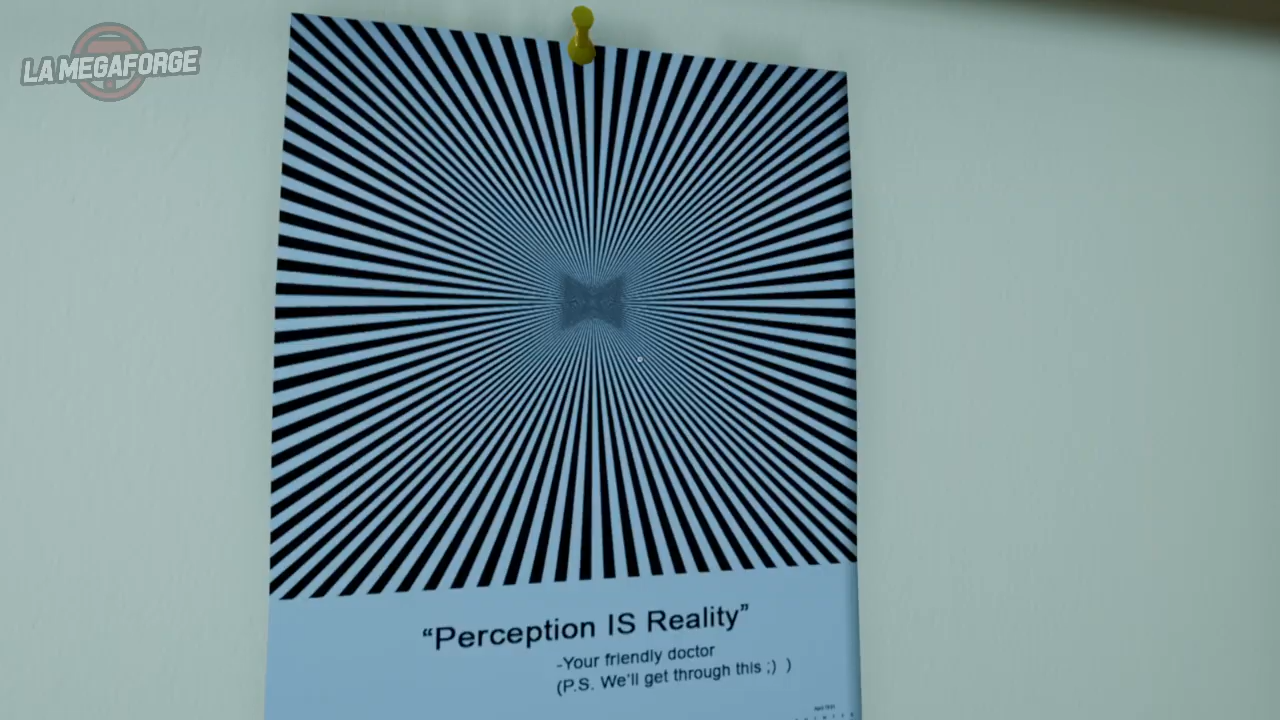 LA MEGAFORGE
“Perception IS Reality”
-Your friendly doctor
(P.S. We'll get through this ;)  )